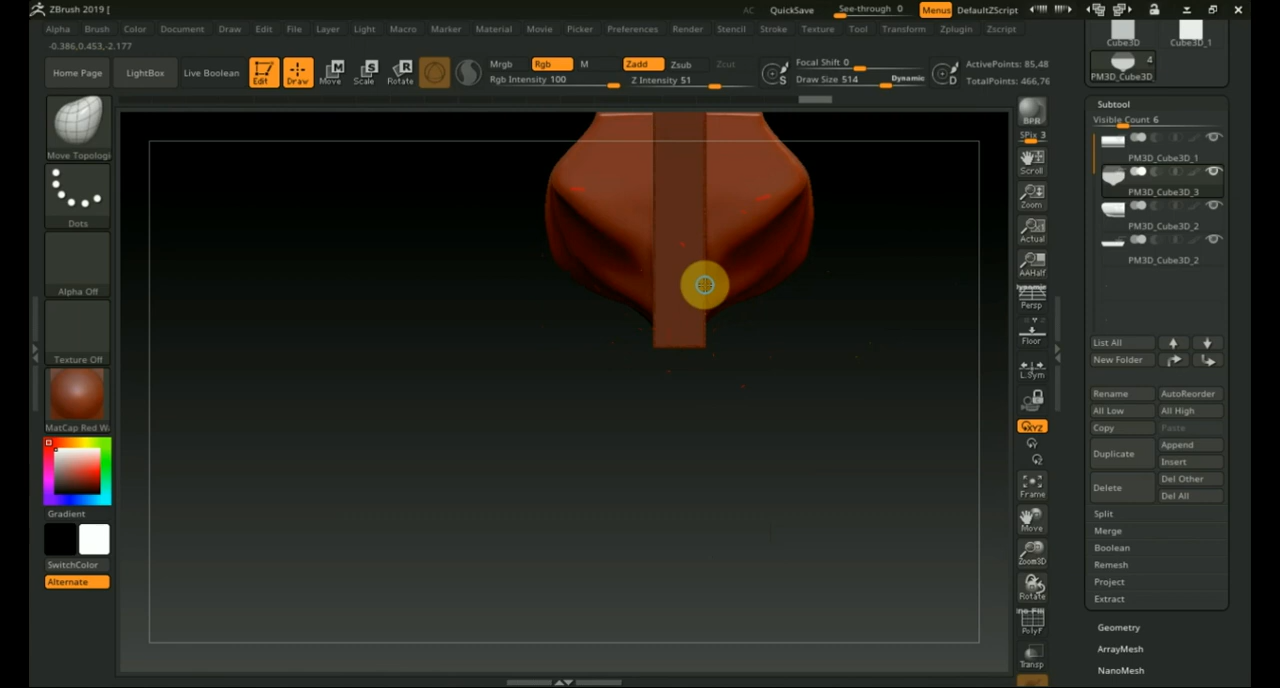 ZBrush 2019 [
AC QuickSave See-through 0 Menus DefaultZScript
Alpha Brush Color Document Draw Edit File Layer Light Macro Marker Material Movie Picker Preferences Render Stencil Stroke Texture Tool Transform Zplugin Zscript
-0.386,0.453,-2.177
Home Page LightBox Live Boolean Edit Draw Move Scale Rotate
Mrgb Rgb M Zadd Zsub Zcut
Rgb Intensity 100 Z Intensity 51
Focal Shift 0
Draw Size 514 Dynamic
ActivePoints: 85,48
TotalPoints: 466,76
Move Topologi
Dots
Alpha Off
Texture Off
MatCap Red Wa
Gradient
SwitchColor
Alternate
BPR
SPix 3
Scroll
Zoom
Actual
AAHalf
Dynamic
Persp
Floor
L.Sym
XYZ
Frame
Move
Zoom3D
Rotate
PolyF
Transp
Cube3D Cube3D_1
4
PM3D_Cube3D_
Subtool
Visible Count 6
PM3D_Cube3D_1
PM3D_Cube3D_3
PM3D_Cube3D_2
PM3D_Cube3D_2
List All
New Folder
Rename AutoReorder
All Low All High
Copy Paste
Duplicate Append
Insert
Delete Del Other
Del All
Split
Merge
Boolean
Remesh
Project
Extract
Geometry
ArrayMesh
NanoMesh